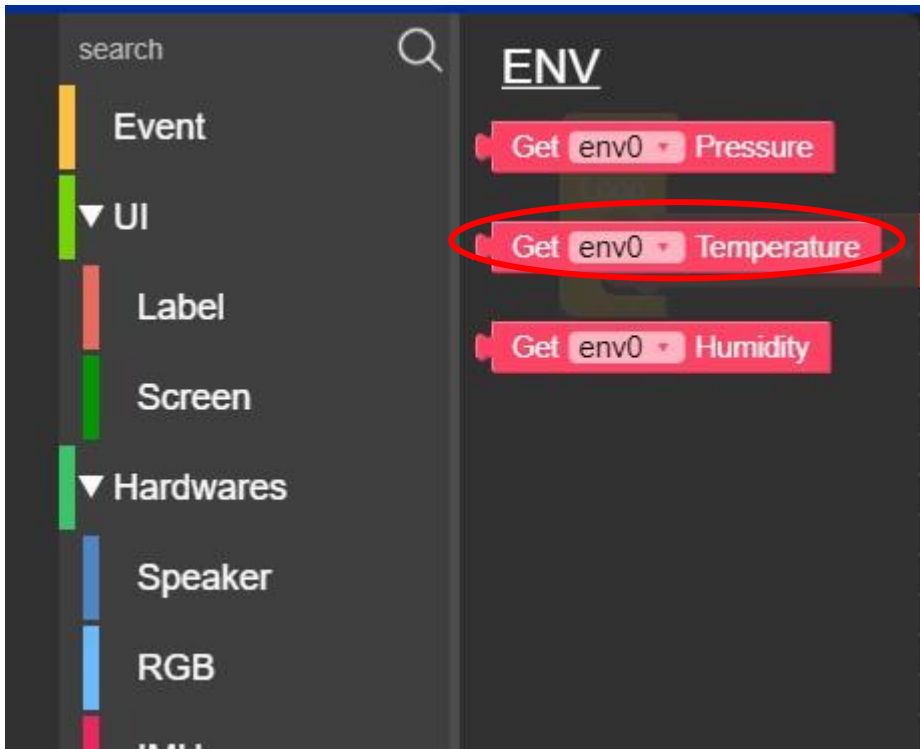 search
Event
UI
Label
Screen
Hardwares
Speaker
RGB
ENV
Get env0 Pressure
Get env0 Temperature
Get env0 Humidity